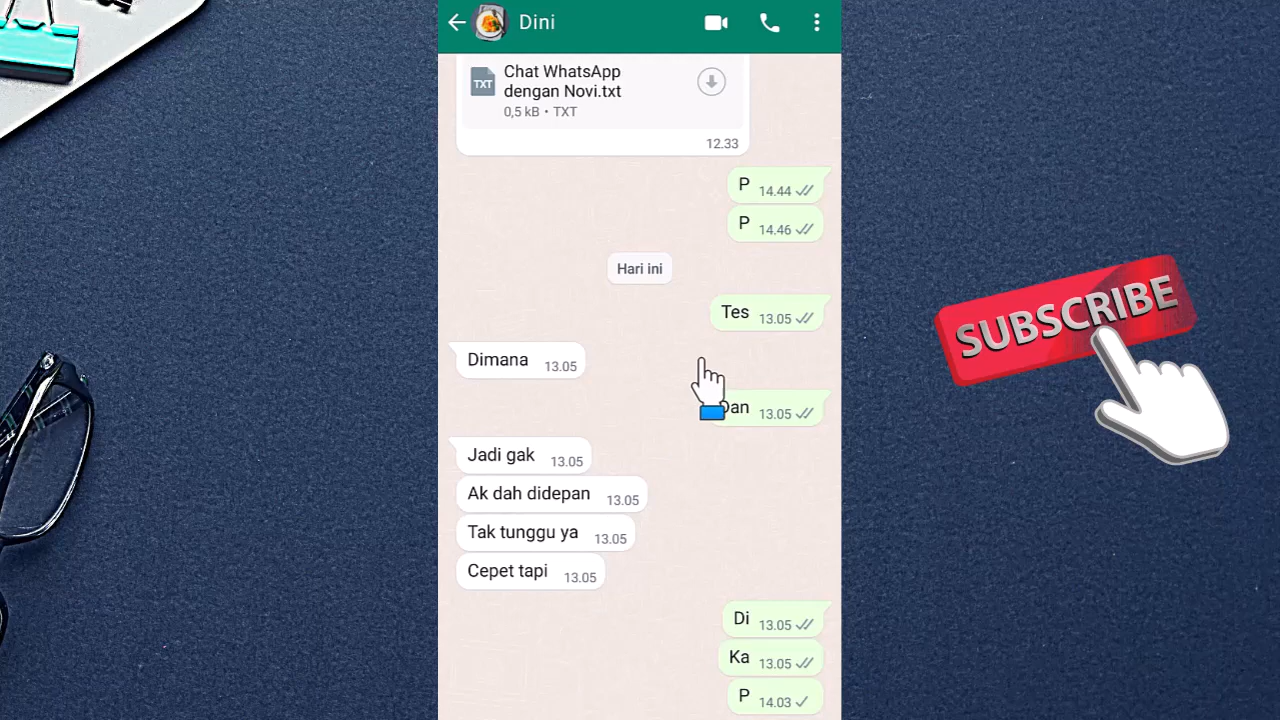 Dini
Chat WhatsApp
dengan Novi.txt
TXT
0,5 kB • TXT
12.33
P 14.44
P 14.46
Hari ini
Tes 13.05
Dimana 13.05
13.05
Jadi gak 13.05
Ak dah didepan 13.05
Tak tunggu ya 13.05
Cepet tapi 13.05
Di 13.05
Ka 13.05
P 14.03
SUBSCRIBE